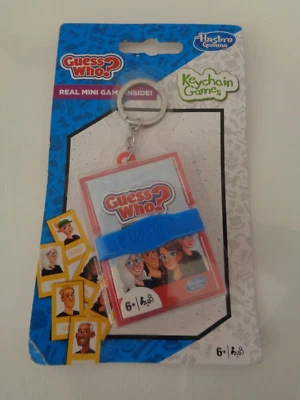 Guess
Who?
Hasbro
Gaming
REAL MINI GAME INSIDE!
Keychain
Games
Guess
Who?
6+
6+